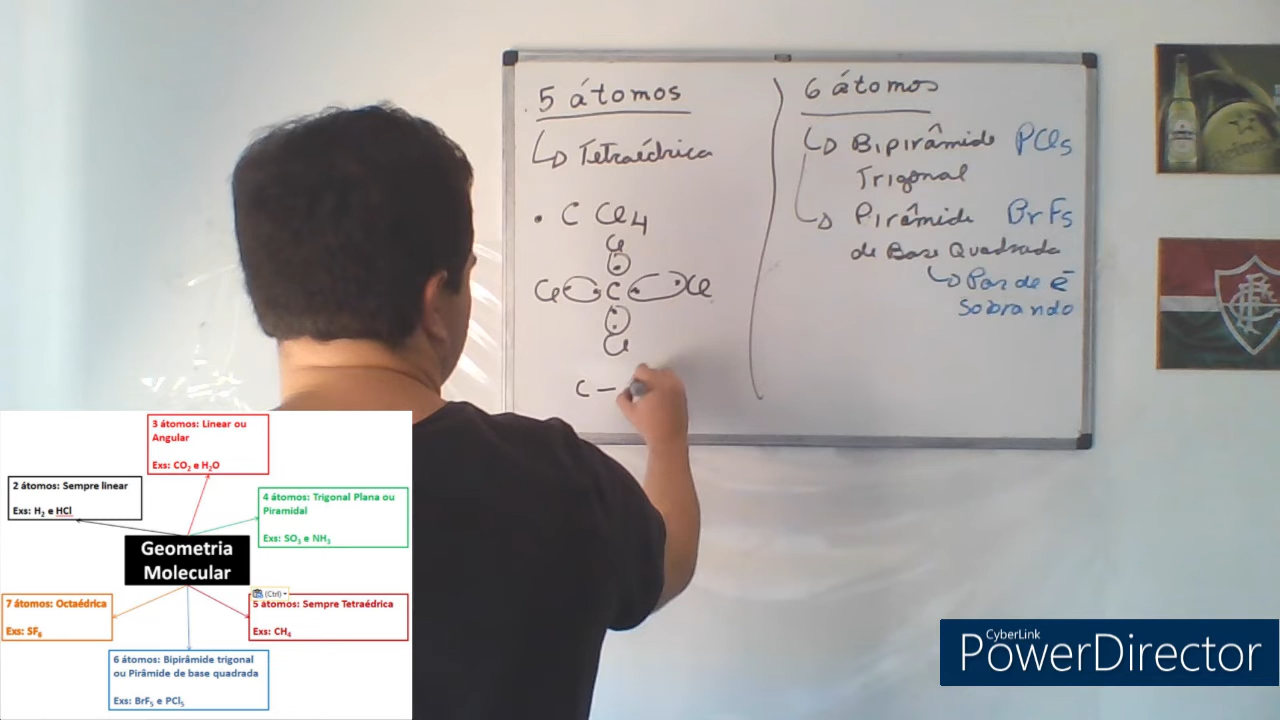 5 átomos
↳ Tetraédrica
• C Cl4
Cl
Cl C Cl
Cl
C –
6 átomos
↳ Bipirâmide PCl5
Trigonal
↳ Pirâmide BrF5
de Base Quadrada
↳ Par de e-
sobrando
3 átomos: Linear ou
Angular
Exs: CO2 e H2O
2 átomos: Sempre linear
Exs: H2 e HCl
4 átomos: Trigonal Plana ou
Piramidal
Exs: SO3 e NH3
Geometria
Molecular
(Ctrl)
7 átomos: Octaédrica
Exs: SF6
5 átomos: Sempre Tetraédrica
Exs: CH4
6 átomos: Bipirâmide trigonal
ou Pirâmide de base quadrada
Exs: BrF5 e PCl5
CyberLink
PowerDirector